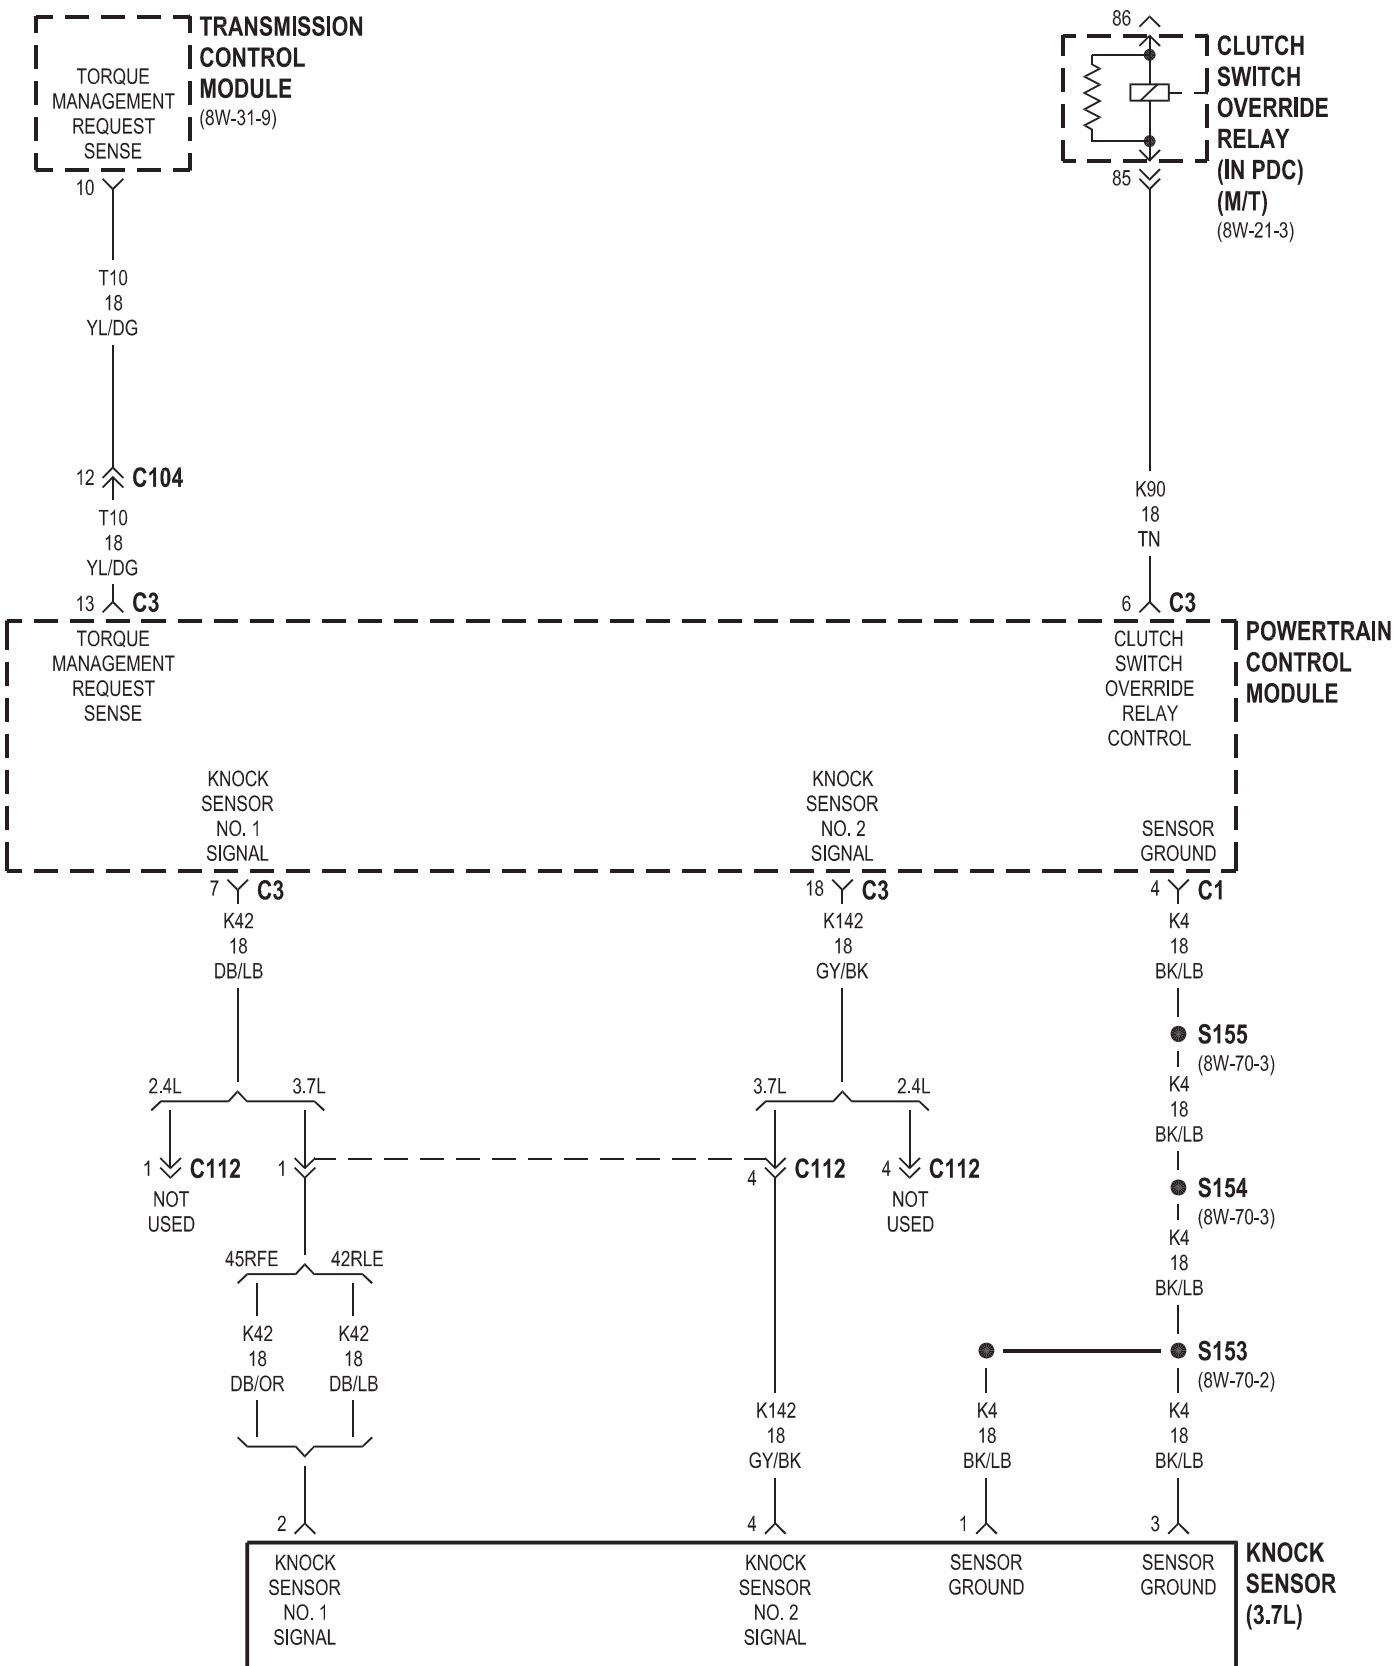 TRANSMISSION
CONTROL
MODULE
(8W-31-9)
TORQUE
MANAGEMENT
REQUEST
SENSE
10
T10
18
YL/DG
12 C104
T10
18
YL/DG
13 C3
86
CLUTCH
SWITCH
OVERRIDE
RELAY
(IN PDC)
(M/T)
(8W-21-3)
85
K90
18
TN
6 C3
POWERTRAIN
CONTROL
MODULE
TORQUE
MANAGEMENT
REQUEST
SENSE
CLUTCH
SWITCH
OVERRIDE
RELAY
CONTROL
KNOCK
SENSOR
NO. 1
SIGNAL
KNOCK
SENSOR
NO. 2
SIGNAL
SENSOR
GROUND
7 C3
K42
18
DB/LB
18 C3
K142
18
GY/BK
4 C1
K4
18
BK/LB
S155
(8W-70-3)
K4
18
BK/LB
S154
(8W-70-3)
K4
18
BK/LB
S153
(8W-70-2)
2.4L 3.7L
1 C112
NOT
USED
1
3.7L 2.4L
4 C112
4 C112
NOT
USED
45RFE 42RLE
K42
18
DB/OR
K42
18
DB/LB
K142
18
GY/BK
K4
18
BK/LB
K4
18
BK/LB
2
4
1
3
KNOCK
SENSOR
NO. 1
SIGNAL
KNOCK
SENSOR
NO. 2
SIGNAL
SENSOR
GROUND
SENSOR
GROUND
KNOCK
SENSOR
(3.7L)